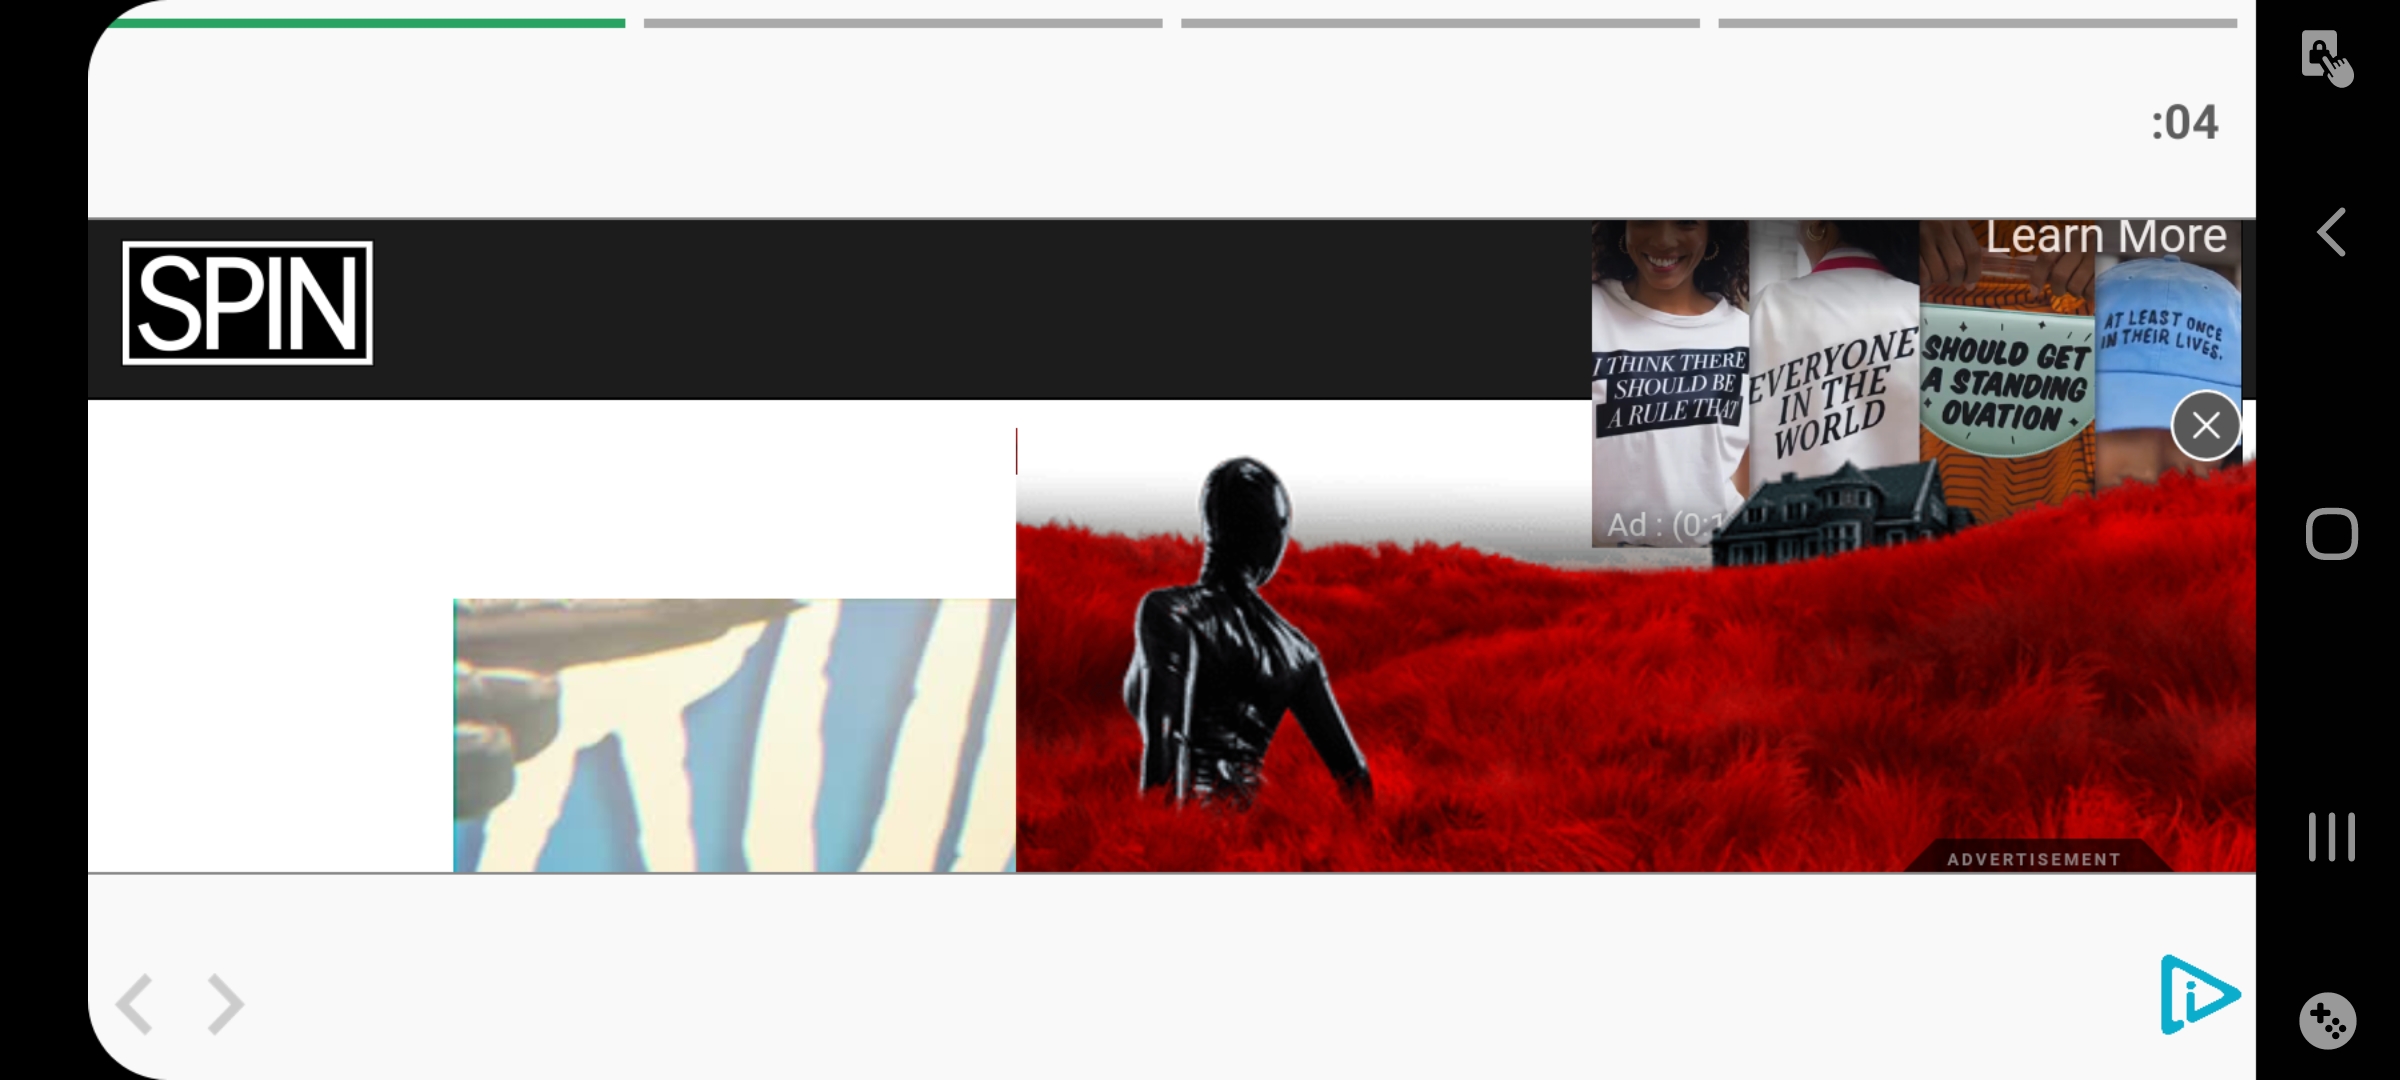 :04
SPIN
Learn More
I THINK THERE
SHOULD BE
A RULE THAT
EVERYONE
IN THE
WORLD
SHOULD GET
A STANDING
OVATION
AT LEAST ONCE
IN THEIR LIVES.
Ad : (0:1
ADVERTISEMENT